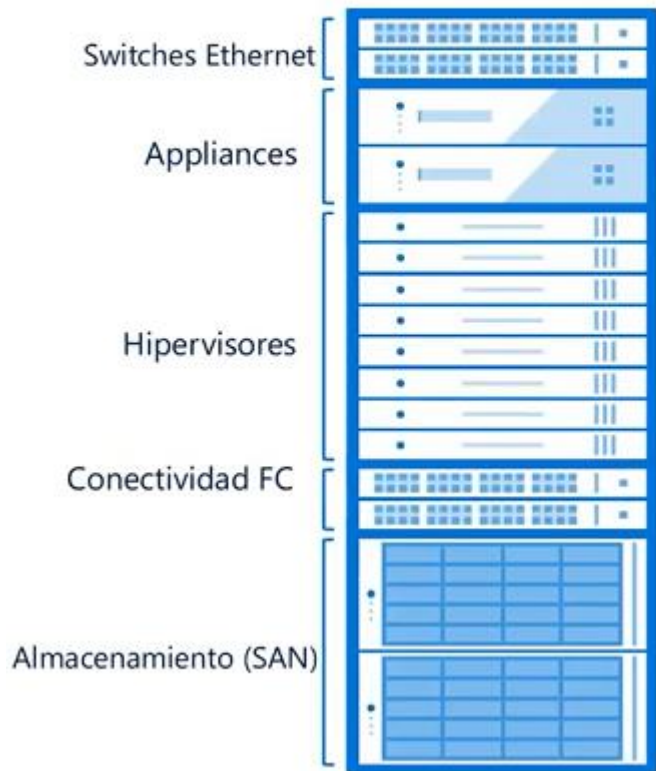 Switches Ethernet
Appliances
Hipervisores
Conectividad FC
Almacenamiento (SAN)